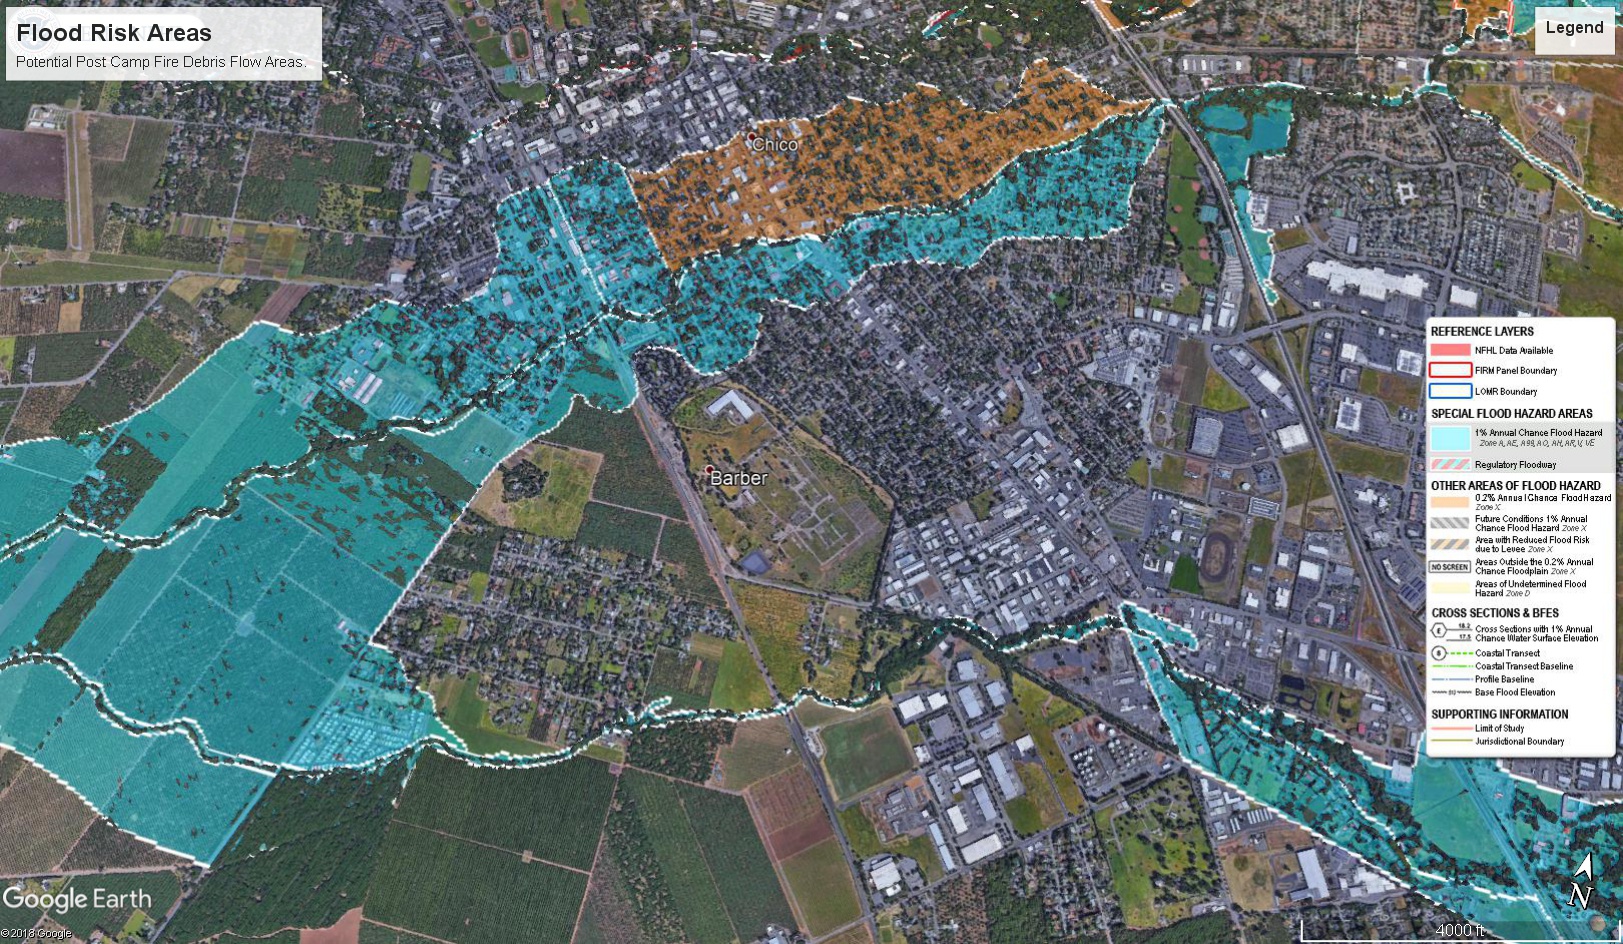 Flood Risk Areas
Potential Post Camp Fire Debris Flow Areas.
Legend
Chico
Barber
REFERENCE LAYERS
NFHL Data Available
FIRM Panel Boundary
LOMR Boundary
SPECIAL FLOOD HAZARD AREAS
1% Annual Chance Flood Hazard
Zone A, AE, A99, AO, AH, AR, V, VE
Regulatory Floodway
OTHER AREAS OF FLOOD HAZARD
0.2% Annual Chance Flood Hazard
Zone X
Future Conditions 1% Annual
Chance Flood Hazard Zone X
Area with Reduced Flood Risk
due to Levee Zone X
NO SCREEN
Areas Outside the 0.2% Annual
Chance Floodplain Zone X
Areas of Undetermined Flood
Hazard Zone D
CROSS SECTIONS & BFES
18.2
17.5
Cross Sections with 1% Annual
Chance Water Surface Elevation
Coastal Transect
Coastal Transect Baseline
Profile Baseline
Base Flood Elevation
SUPPORTING INFORMATION
Limit of Study
Jurisdictional Boundary
N
Google Earth
© 2018 Google
4000 ft